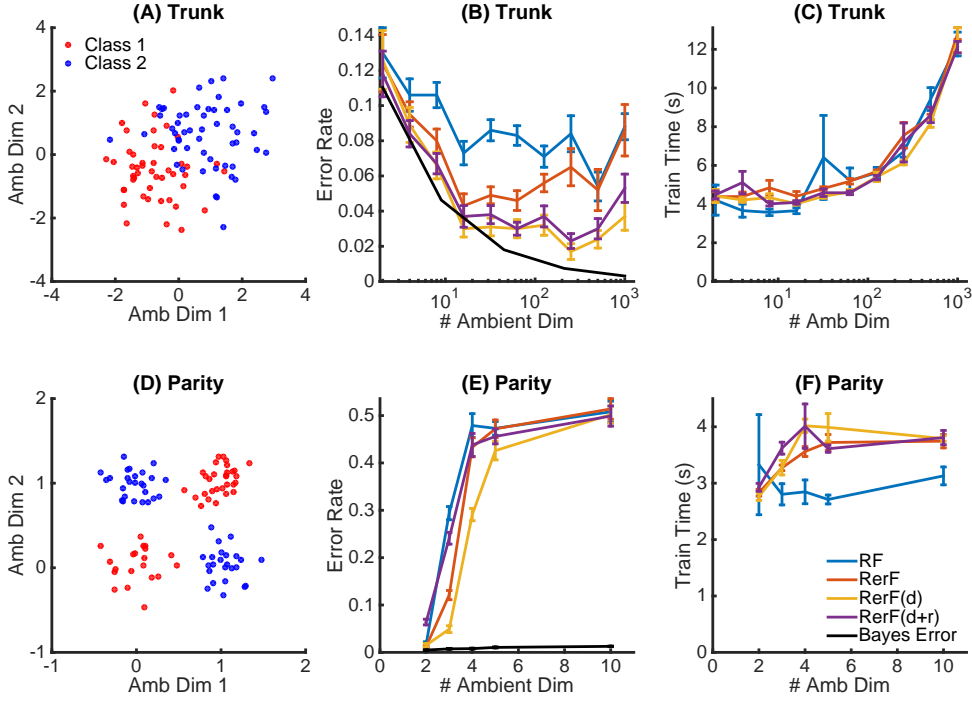 (A) Trunk
Class 1
Class 2
4
2
0
-2
-4
Amb Dim 2
-4
-2
0
2
4
Amb Dim 1
(B) Trunk
0.14
0.12
0.1
0.08
0.06
0.04
0.02
0
Error Rate
10^1
10^2
10^3
# Ambient Dim
(C) Trunk
14
12
10
8
6
4
2
0
Train Time (s)
10^1
10^2
10^3
# Amb Dim
(D) Parity
2
1
0
-1
Amb Dim 2
-1
0
1
2
Amb Dim 1
(E) Parity
0.5
0.4
0.3
0.2
0.1
0
Error Rate
0
2
4
6
8
10
# Ambient Dim
(F) Parity
4
3
2
1
0
Train Time (s)
0
2
4
6
8
10
# Amb Dim
RF
RerF
RerF(d)
RerF(d+r)
Bayes Error